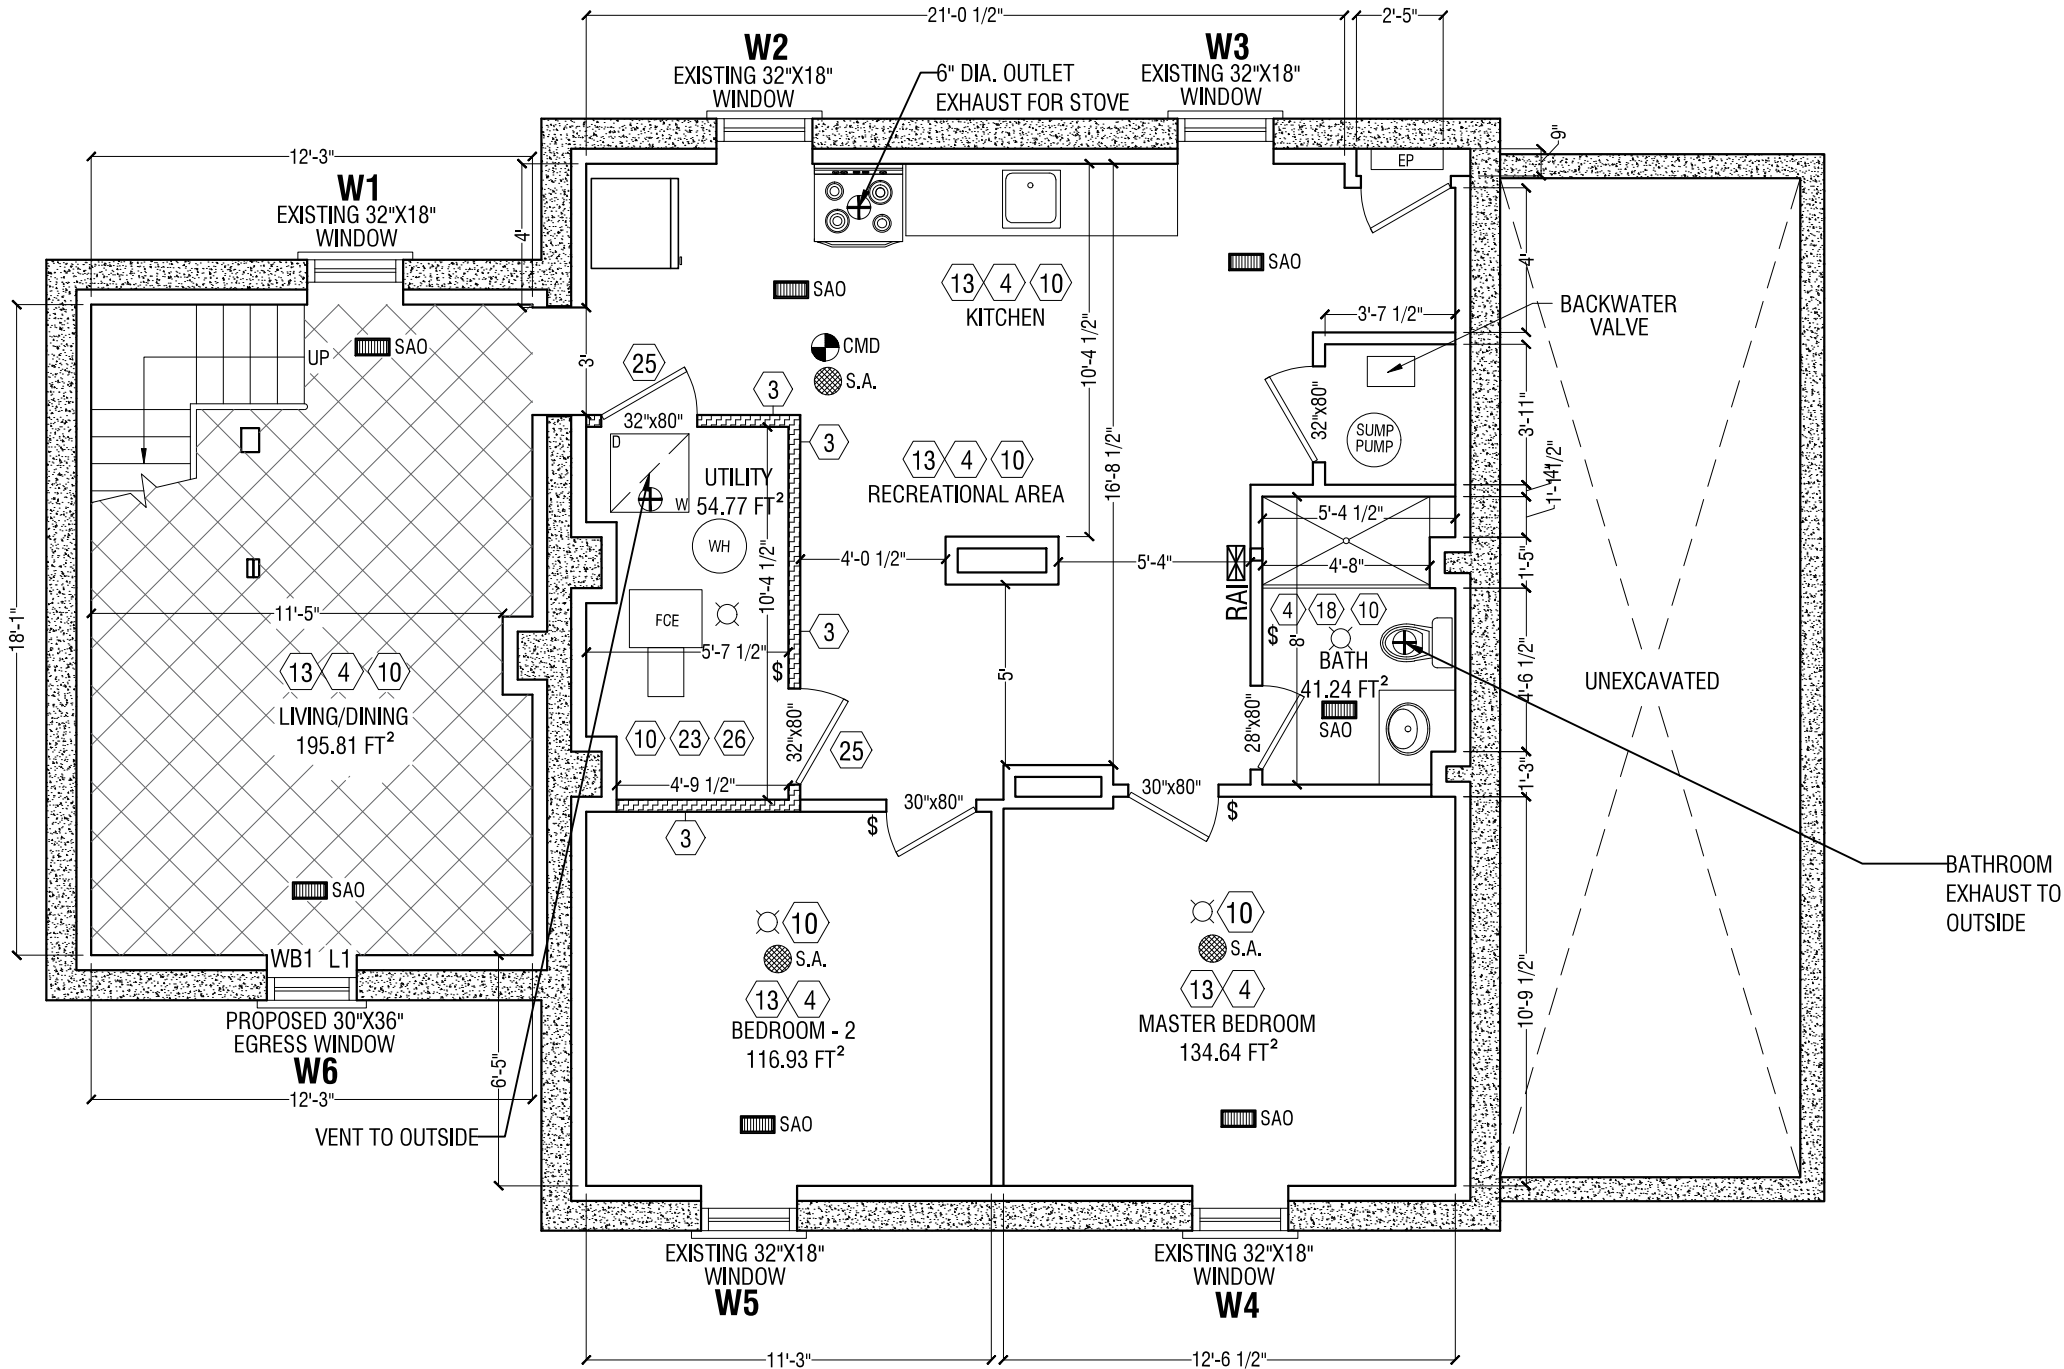 21'-0 1/2"
2'-5"
W2
EXISTING 32"X18"
WINDOW
6" DIA. OUTLET
EXHAUST FOR STOVE
W3
EXISTING 32"X18"
WINDOW
12'-3"
W1
EXISTING 32"X18"
WINDOW
4'
9"
EP
4'
SAO
SAO
13 4 10
KITCHEN
BACKWATER
VALVE
3'-7 1/2"
UP
SAO
CMD
S.A.
3'
25
32"x80"
3
3
10'-4 1/2"
16'-8 1/2"
32"x80"
SUMP
PUMP
3'-11"
D
W
UTILITY
54.77 FT²
WH
10'-4 1/2"
13 4 10
RECREATIONAL AREA
5'-4 1/2"
4'-0 1/2"
5'-4"
4'-8"
1'-5"
18'-1"
11'-5"
FCE
5'-7 1/2"
$
3
RAI
4 18 10
$
8'
BATH
41.24 FT²
SAO
4'-6 1/2"
UNEXCAVATED
13 4 10
LIVING/DINING
195.81 FT²
5'
10 23 26
32"x80"
25
28"x80"
4'-9 1/2"
1'-3"
30"x80"
30"x80"
$
$
3
BATHROOM
EXHAUST TO
OUTSIDE
SAO
10
S.A.
13 4
BEDROOM - 2
116.93 FT²
10
S.A.
13 4
MASTER BEDROOM
134.64 FT²
10'-9 1/2"
WB1 L1
PROPOSED 30"X36"
EGRESS WINDOW
W6
12'-3"
6'-5"
VENT TO OUTSIDE
SAO
SAO
EXISTING 32"X18"
WINDOW
W5
EXISTING 32"X18"
WINDOW
W4
11'-3"
12'-6 1/2"